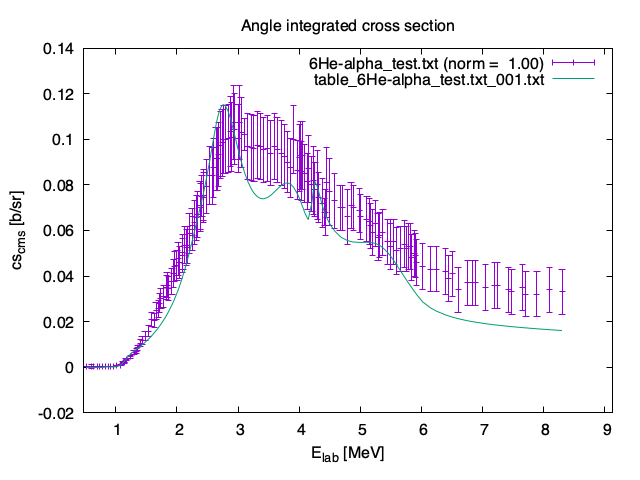 Angle integrated cross section
6He-alpha_test.txt (norm =  1.00)
table_6He-alpha_test.txt_001.txt
0.14
0.12
0.1
0.08
0.06
0.04
0.02
0
-0.02
cs_cms [b/sr]
1 2 3 4 5 6 7 8 9
E_lab [MeV]